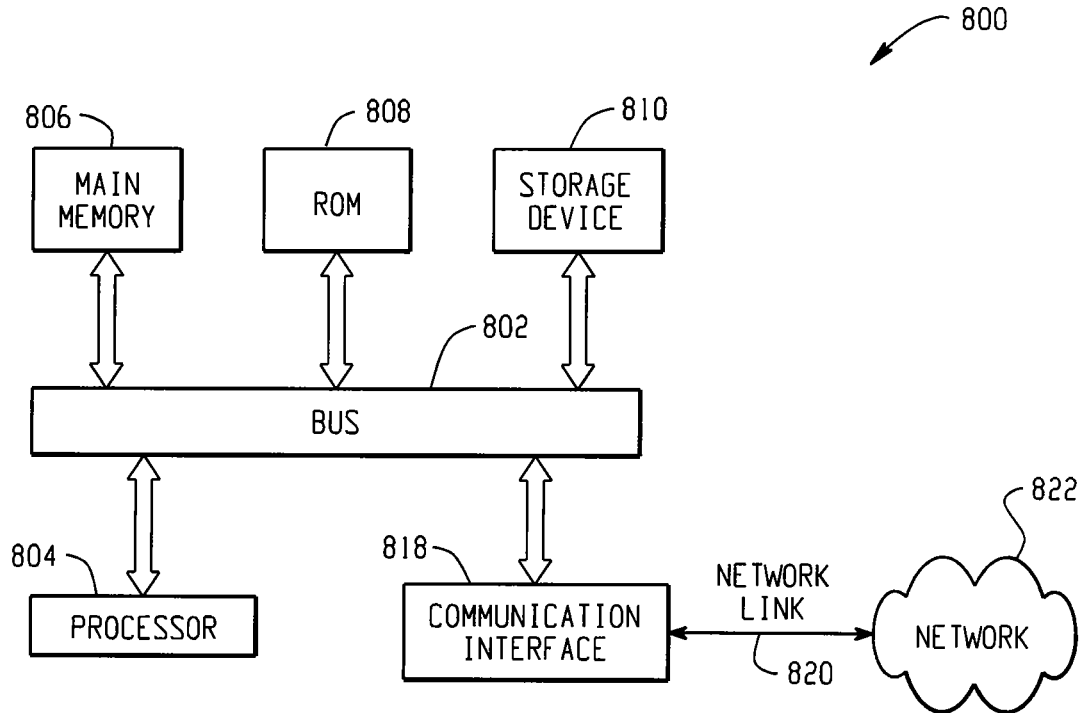 800
806
808
810
MAIN
MEMORY
ROM
STORAGE
DEVICE
802
BUS
804
PROCESSOR
818
COMMUNICATION
INTERFACE
NETWORK
LINK
820
822
NETWORK